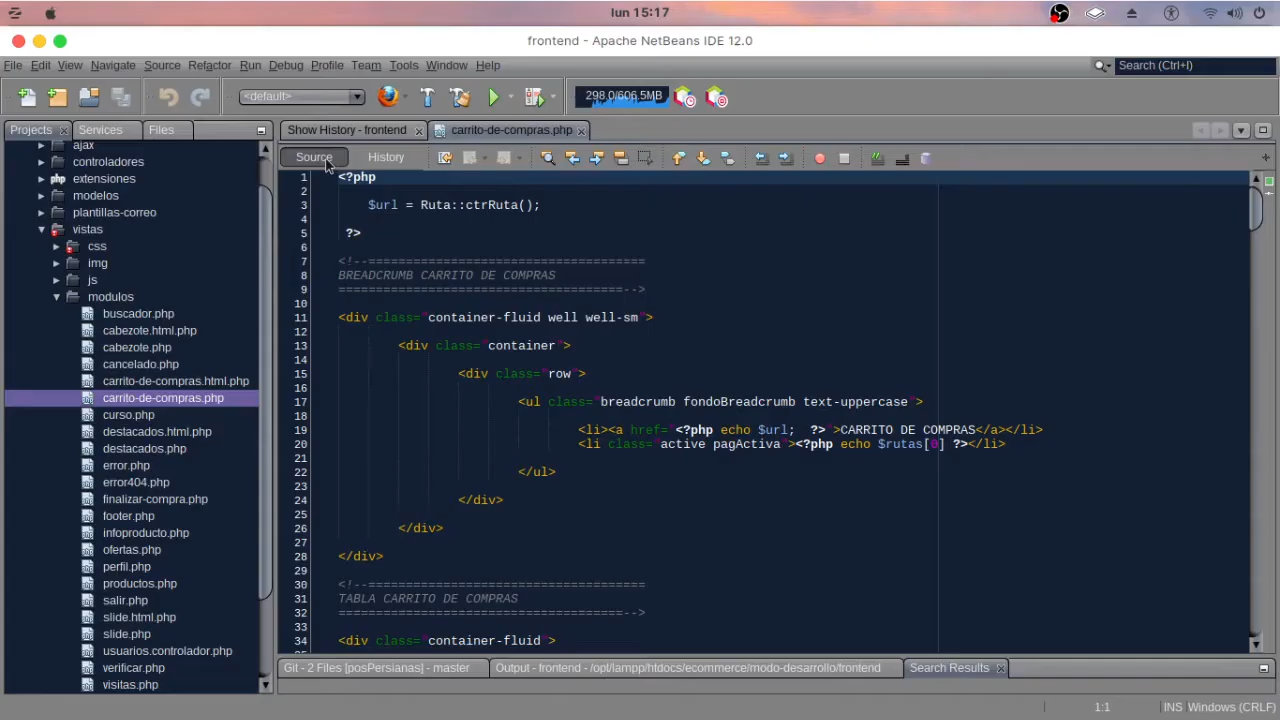 lun 15:17
frontend - Apache NetBeans IDE 12.0
File Edit View Navigate Source Refactor Run Debug Profile Team Tools Window Help
Search (Ctrl+I)
<default>
298.0/606.5MB
Projects Services Files
Show History - frontend
carrito-de-compras.php
Source History
ajax
controladores
php extensiones
modelos
plantillas-correo
vistas
css
img
js
modulos
buscador.php
cabezote.html.php
cabezote.php
cancelado.php
carrito-de-compras.html.php
carrito-de-compras.php
curso.php
destacados.html.php
destacados.php
error.php
error404.php
finalizar-compra.php
footer.php
infoproducto.php
ofertas.php
perfil.php
productos.php
salir.php
slide.html.php
slide.php
usuarios.controlador.php
verificar.php
visitas.php
1 <?php
2
3 $url = Ruta::ctrRuta();
4
5 ?>
6
7 <!--=====================================
8 BREADCRUMB CARRITO DE COMPRAS
9 ======================================-->
10
11 <div class="container-fluid well well-sm">
12
13 <div class="container">
14
15 <div class="row">
16
17 <ul class="breadcrumb fondoBreadcrumb text-uppercase">
18
19 <li><a href="<?php echo $url;  ?>">CARRITO DE COMPRAS</a></li>
20 <li class="active pagActiva"><?php echo $rutas[0] ?></li>
21
22 </ul>
23
24 </div>
25
26 </div>
27
28 </div>
29
30 <!--=====================================
31 TABLA CARRITO DE COMPRAS
32 ======================================-->
33
34 <div class="container-fluid">
Git - 2 Files [posPersianas] - master
Output - frontend - /opt/lampp/htdocs/ecommerce/modo-desarrollo/frontend
Search Results
1:1 INS Windows (CRLF)